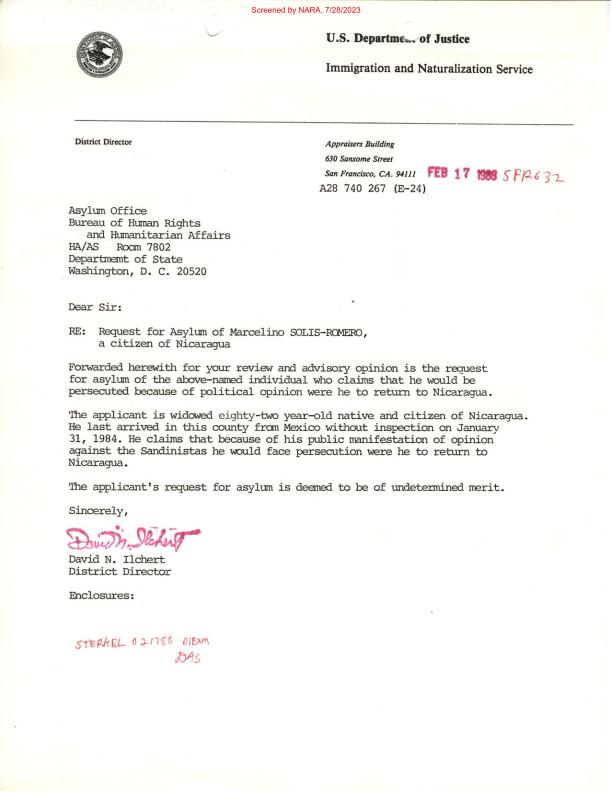 Screened by NARA, 7/28/2023
U.S. Department of Justice
Immigration and Naturalization Service
District Director
Appraisers Building
630 Sansome Street
San Francisco, CA. 94111 FEB 17 1988 SFR632
A28 740 267 (E-24)
Asylum Office
Bureau of Human Rights
and Humanitarian Affairs
HA/AS Room 7802
Departmemt of State
Washington, D. C. 20520
Dear Sir:
RE: Request for Asylum of Marcelino SOLIS-ROMERO,
a citizen of Nicaragua
Forwarded herewith for your review and advisory opinion is the request
for asylum of the above-named individual who claims that he would be
persecuted because of political opinion were he to return to Nicaragua.
The applicant is widowed eighty-two year-old native and citizen of Nicaragua.
He last arrived in this county from Mexico without inspection on January
31, 1984. He claims that because of his public manifestation of opinion
against the Sandinistas he would face persecution were he to return to
Nicaragua.
The applicant's request for asylum is deemed to be of undetermined merit.
Sincerely,
David N. Ilchert
David N. Ilchert
District Director
Enclosures:
STERKEL 021788
DAS